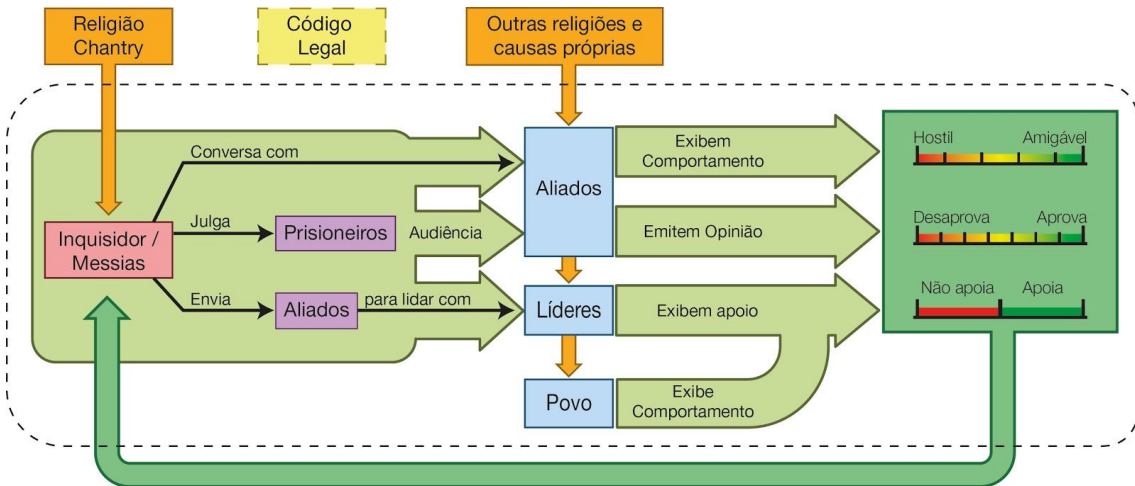 Religião
Chantry
Código
Legal
Outras religiões e
causas próprias
Conversa com
Aliados
Exibem
Comportamento
Hostil
Amigável
Inquisidor /
Messias
Julga
Prisioneiros
Audiência
Emitem Opinião
Desaprova
Aprova
Envia
Aliados
para lidar com
Líderes
Exibem apoio
Não apoia
Apoia
Povo
Exibe
Comportamento